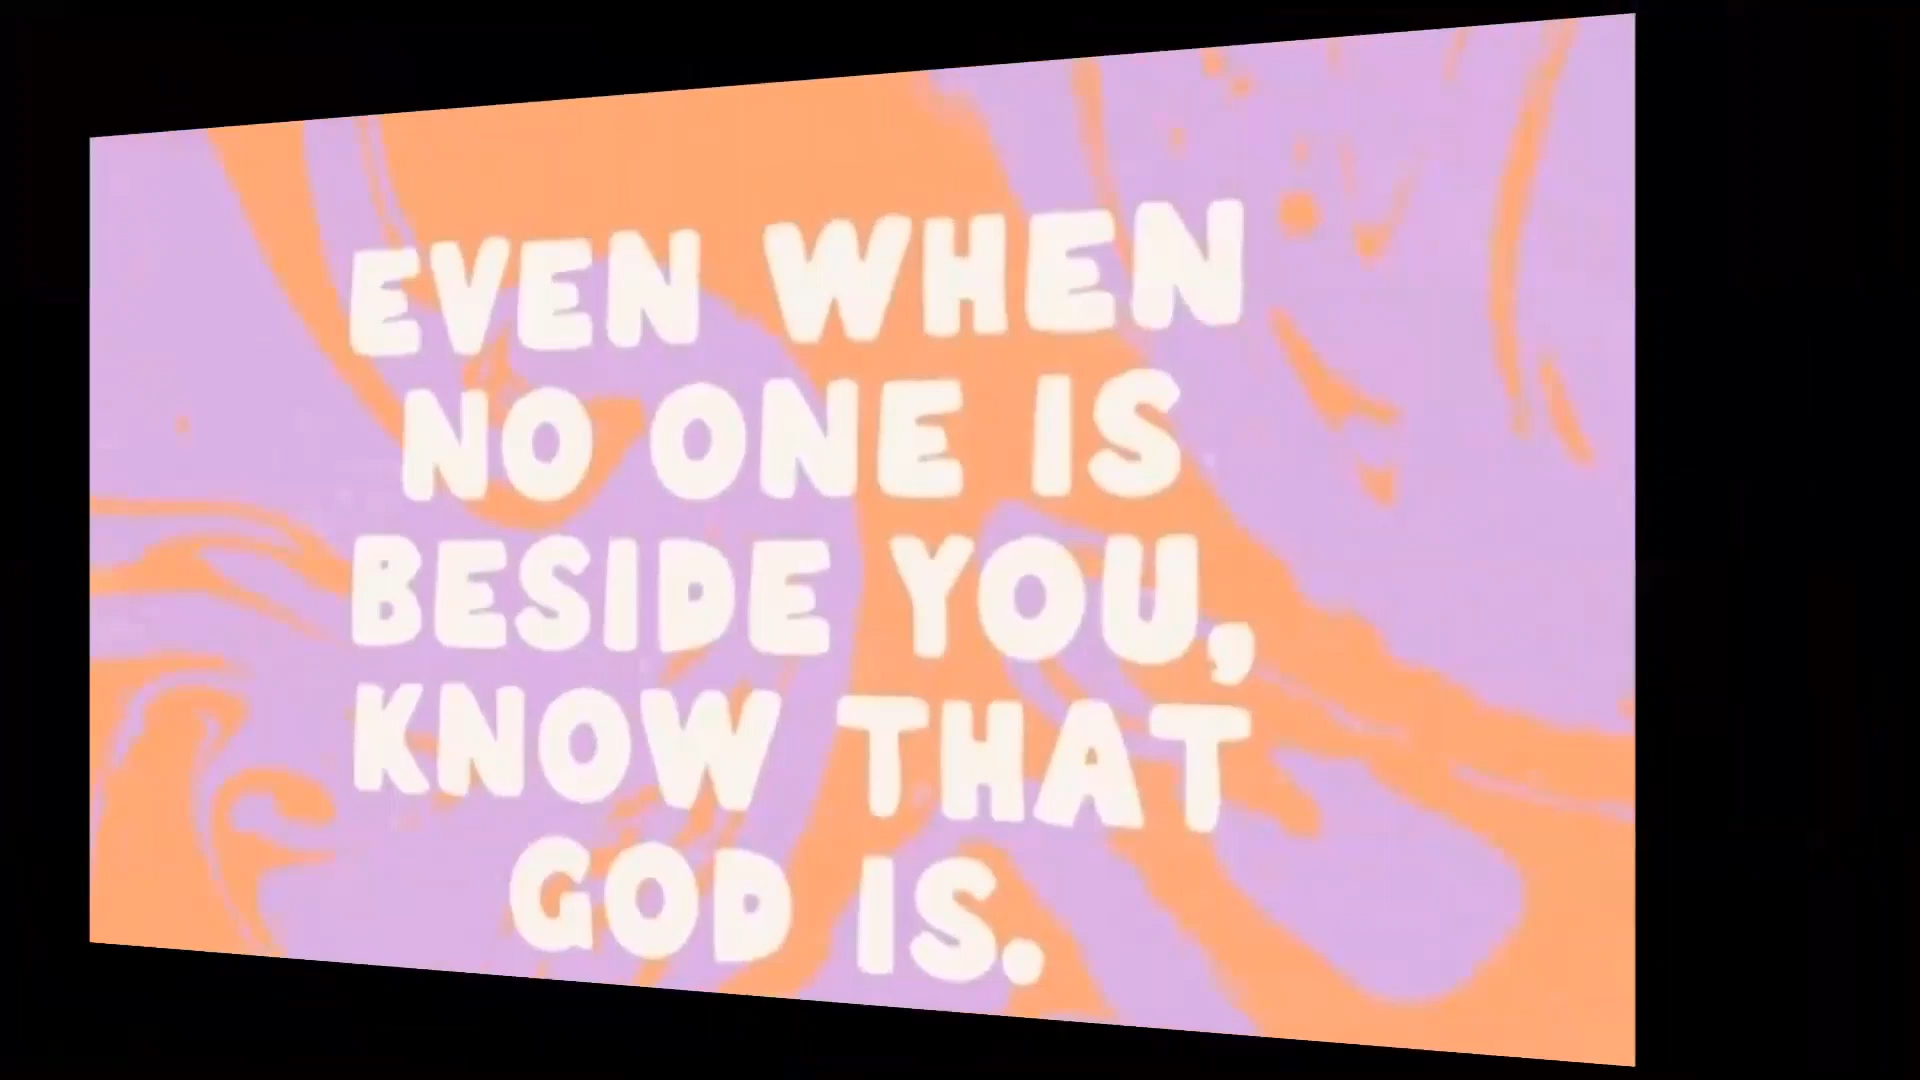 EVEN WHEN
NO ONE IS
BESIDE YOU,
KNOW THAT
GOD IS.